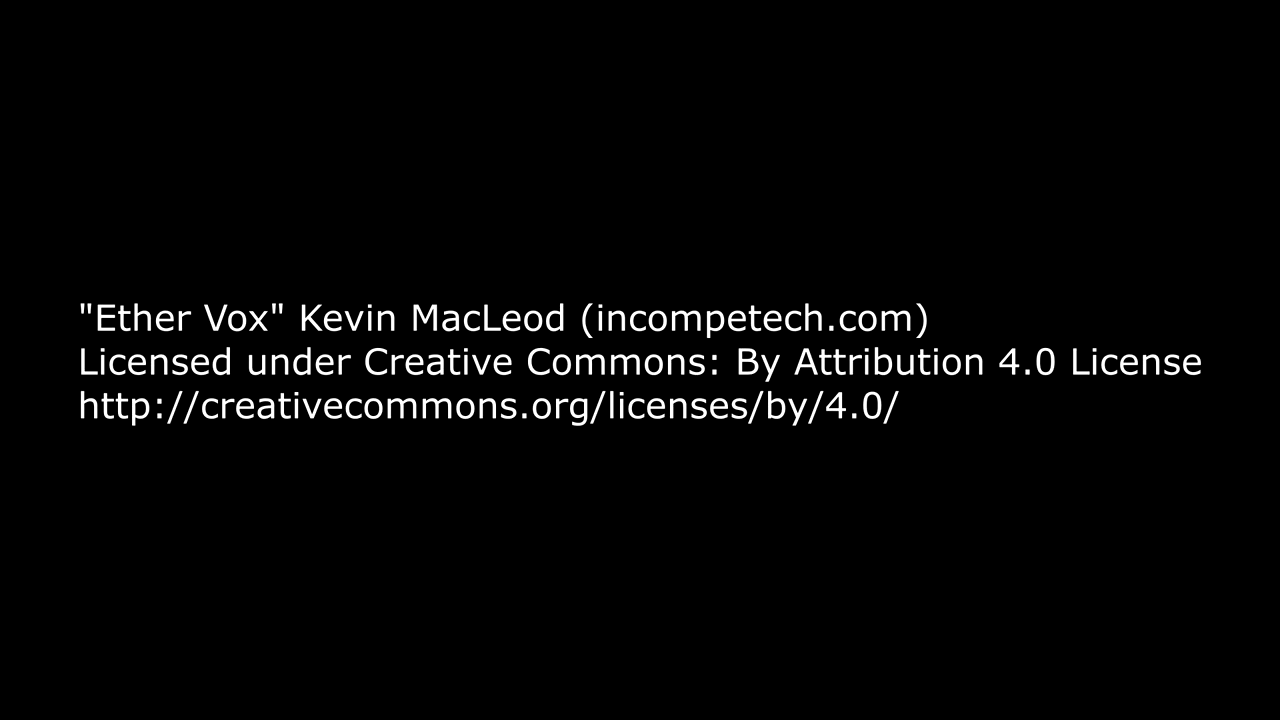 "Ether Vox" Kevin MacLeod (incompetech.com)
Licensed under Creative Commons: By Attribution 4.0 License
http://creativecommons.org/licenses/by/4.0/